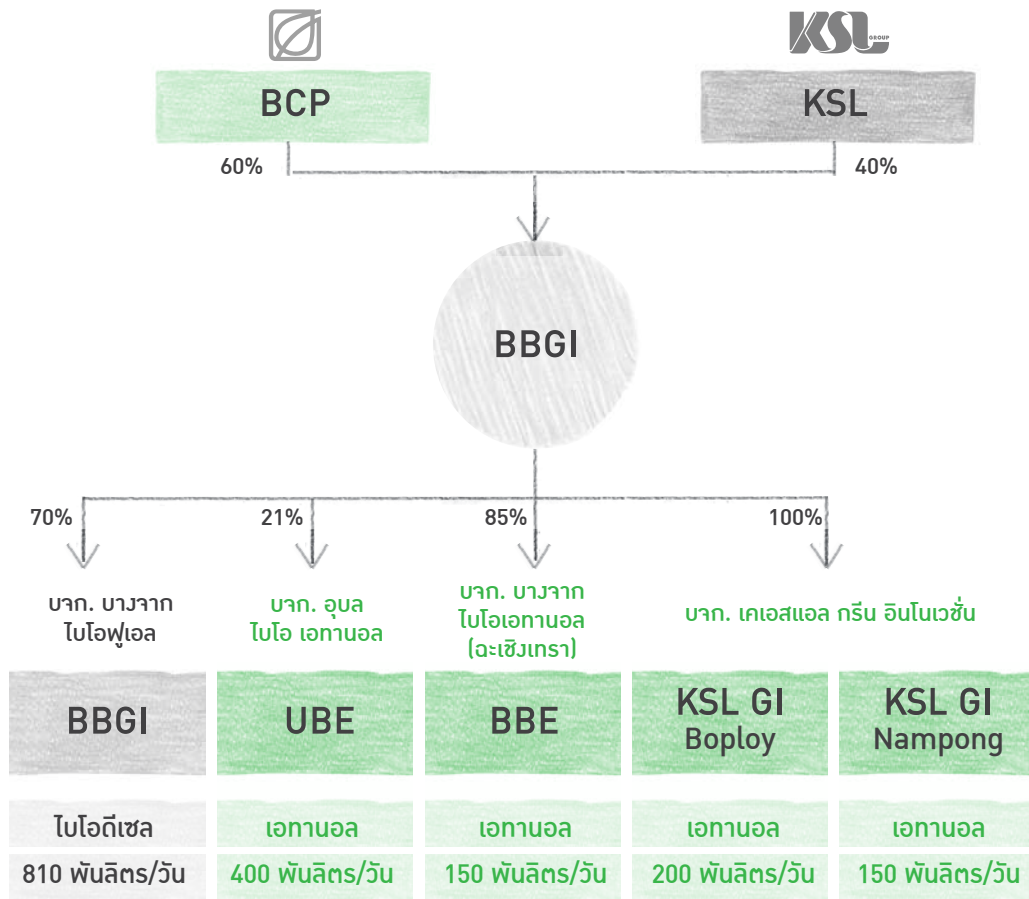 KSL GROUP
BCP
KSL
60%
40%
BBGI
70%
21%
85%
100%
บจก. บางจาก
ไบโอฟูเอล
บจก. อุบล
ไบโอ เอทานอล
บจก. บางจาก
ไบโอเอทานอล
(ฉะเชิงเทรา)
บจก. เคเอสแอล กรีน อินโนเวชั่น
BBGI
UBE
BBE
KSL GI
Boploy
KSL GI
Nampong
ไบโอดีเซล
เอทานอล
เอทานอล
เอทานอล
เอทานอล
810 พันลิตร/วัน
400 พันลิตร/วัน
150 พันลิตร/วัน
200 พันลิตร/วัน
150 พันลิตร/วัน